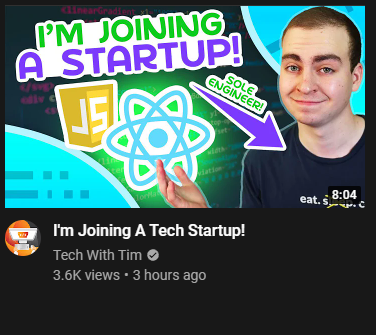 I'M JOINING
A STARTUP!
SOLE
ENGINEER!
JS
eat.
8:04
I'm Joining A Tech Startup!
Tech With Tim
3.6K views • 3 hours ago